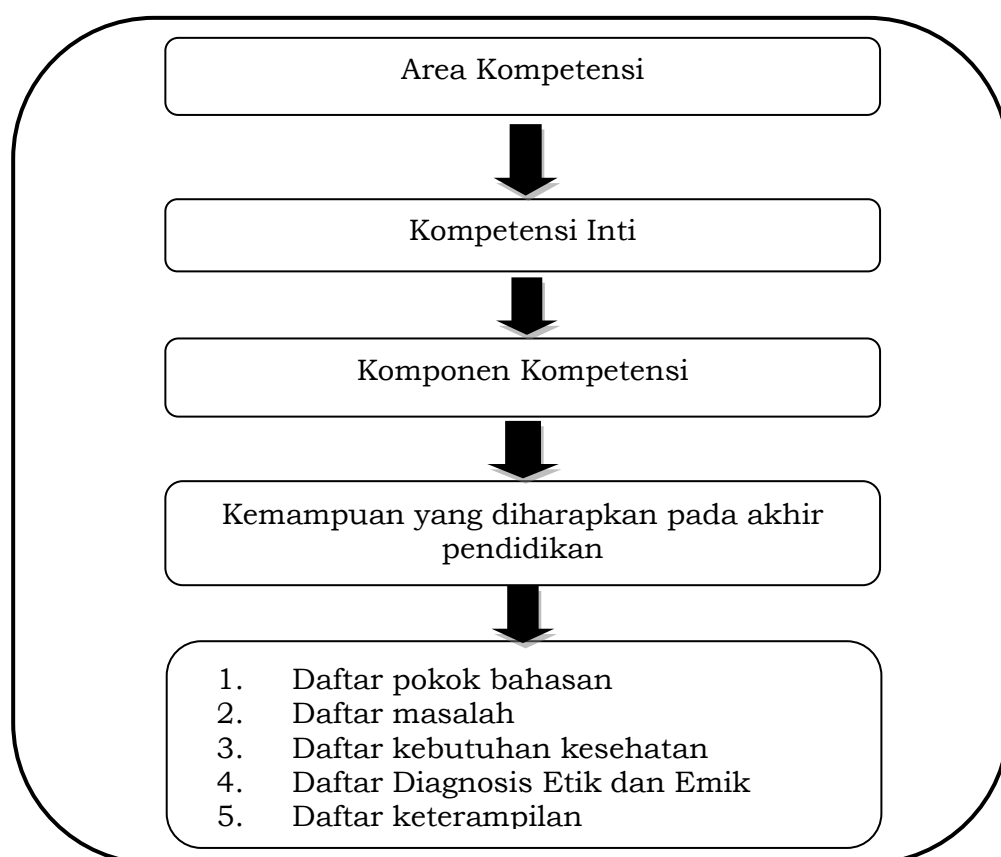 Area Kompetensi
Kompetensi Inti
Komponen Kompetensi
Kemampuan yang diharapkan pada akhir
pendidikan
1. Daftar pokok bahasan
2. Daftar masalah
3. Daftar kebutuhan kesehatan
4. Daftar Diagnosis Etik dan Emik
5. Daftar keterampilan